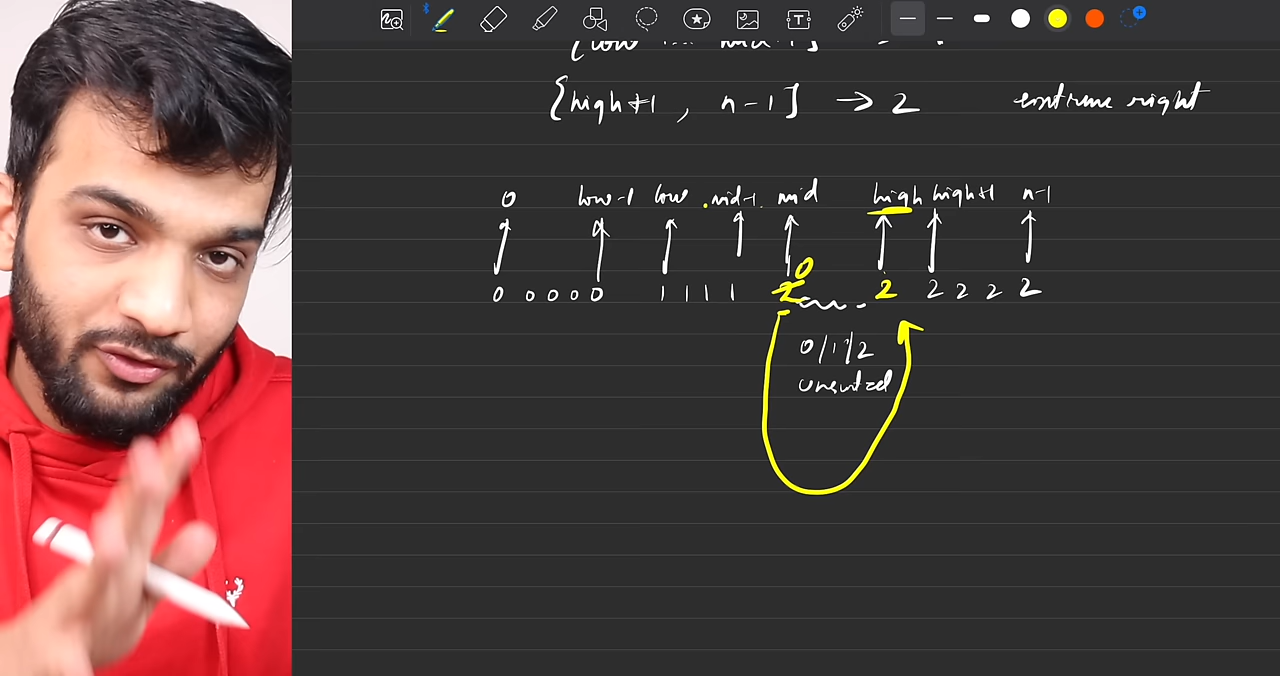 [high+1, n-1] → 2 extreme right
0 low-1 low mid-1 mid high high+1 n-1
0
0 0 0 0 0 1 1 1 1 2 2 2 2 2 2
0/1/2
unsorted